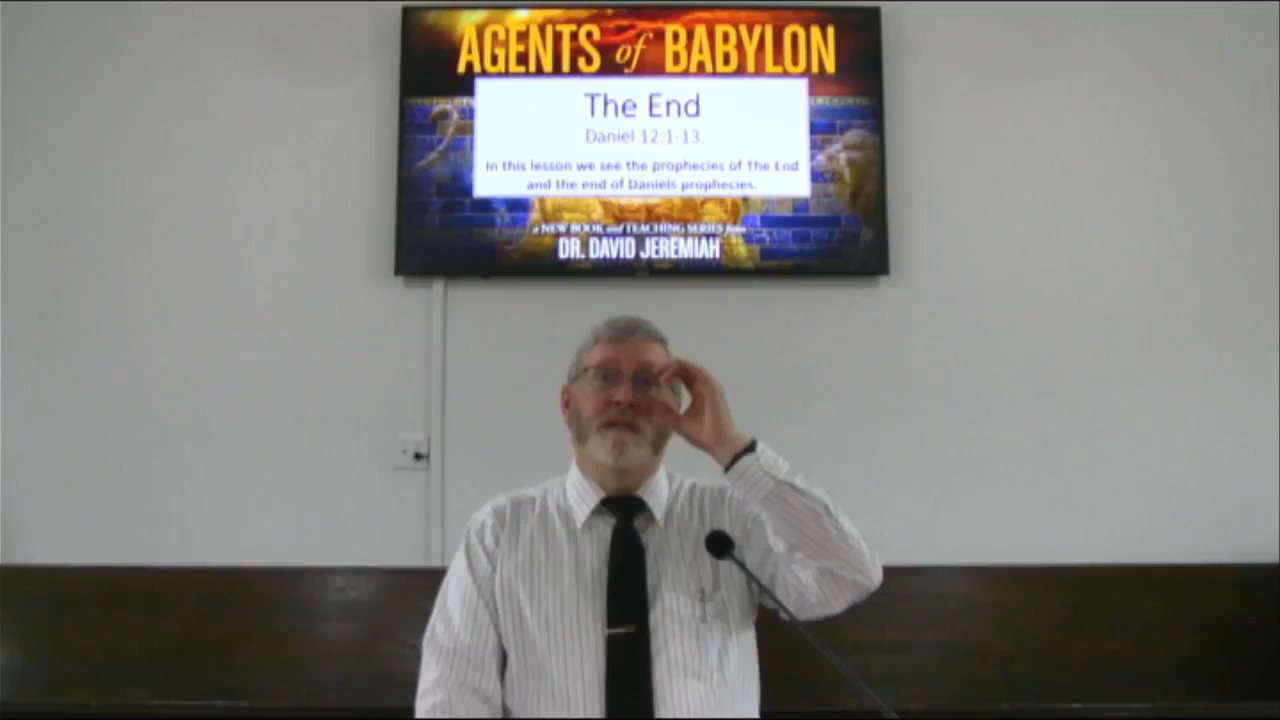 AGENTS of BABYLON
The End
Daniel 12:1-13
In this lesson we see the prophecies of The End
and the end of Daniels prophecies.
a NEW BOOK and TEACHING SERIES from
DR. DAVID JEREMIAH